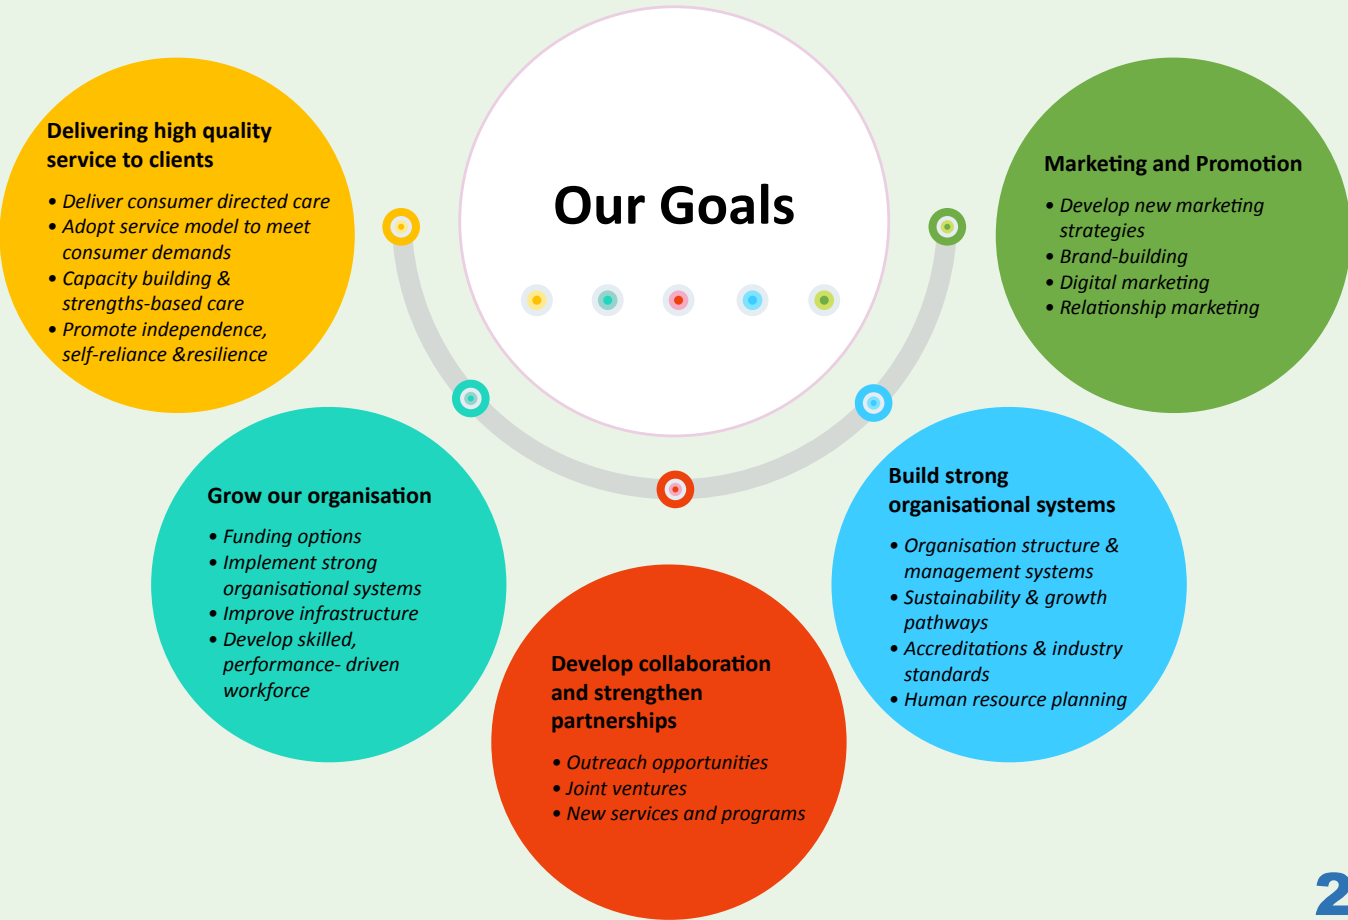 Our Goals
Delivering high quality
service to clients
• Deliver consumer directed care
• Adopt service model to meet
consumer demands
• Capacity building &
strengths-based care
• Promote independence,
self-reliance &resilience
Grow our organisation
• Funding options
• Implement strong
organisational systems
• Improve infrastructure
• Develop skilled,
performance- driven
workforce
Develop collaboration
and strengthen
partnerships
• Outreach opportunities
• Joint ventures
• New services and programs
Build strong
organisational systems
• Organisation structure &
management systems
• Sustainability & growth
pathways
• Accreditations & industry
standards
• Human resource planning
Marketing and Promotion
• Develop new marketing
strategies
• Brand-building
• Digital marketing
• Relationship marketing
2